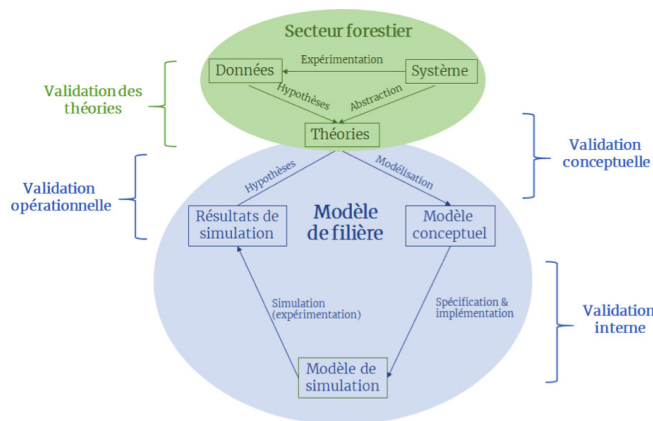 Secteur forestier
Expérimentation
Données
Système
Validation des
théories
Hypothèses
Abstraction
Théories
Validation
conceptuelle
Validation
opérationnelle
Hypothèses
Modélisation
Résultats de
simulation
Modèle
de filière
Modèle
conceptuel
Simulation
(expérimentation)
Spécification &
implémentation
Validation
interne
Modèle de
simulation